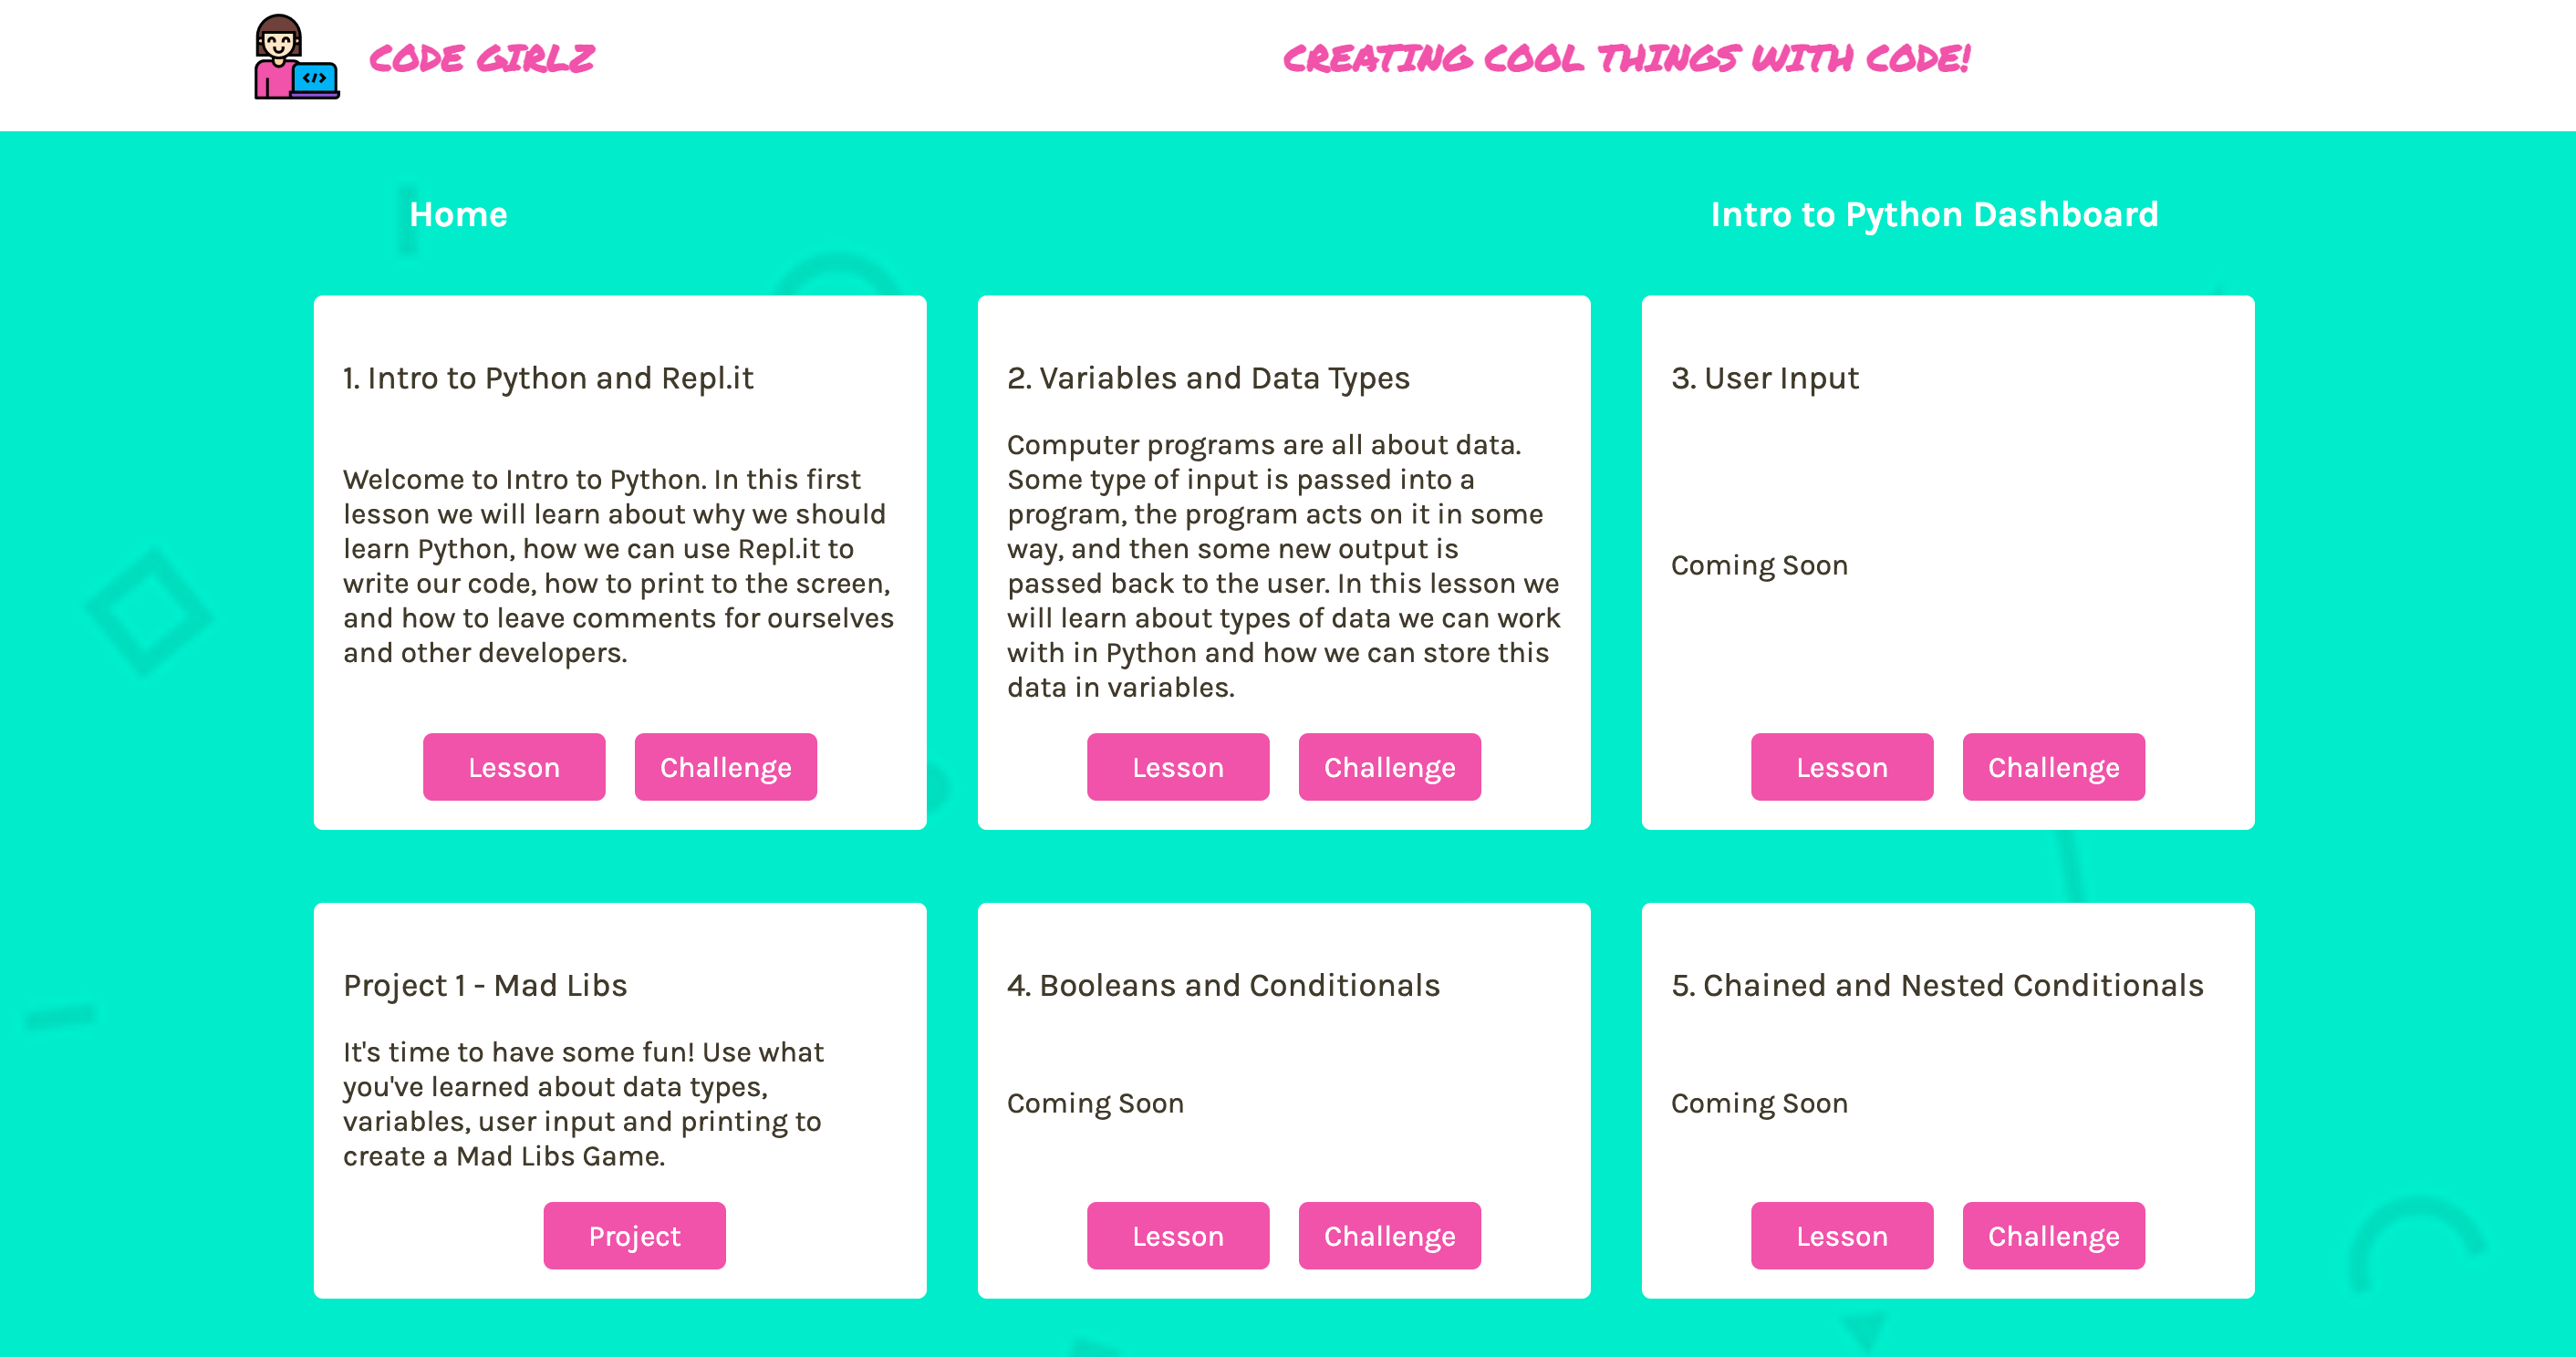 CODE GIRLZ
CREATING COOL THINGS WITH CODE!
Home
Intro to Python Dashboard
1. Intro to Python and Repl.it
Welcome to Intro to Python. In this first
lesson we will learn about why we should
learn Python, how we can use Repl.it to
write our code, how to print to the screen,
and how to leave comments for ourselves
and other developers.
Lesson
Challenge
2. Variables and Data Types
Computer programs are all about data.
Some type of input is passed into a
program, the program acts on it in some
way, and then some new output is
passed back to the user. In this lesson we
will learn about types of data we can work
with in Python and how we can store this
data in variables.
Lesson
Challenge
3. User Input
Coming Soon
Lesson
Challenge
Project 1 - Mad Libs
It's time to have some fun! Use what
you've learned about data types,
variables, user input and printing to
create a Mad Libs Game.
Project
4. Booleans and Conditionals
Coming Soon
Lesson
Challenge
5. Chained and Nested Conditionals
Coming Soon
Lesson
Challenge